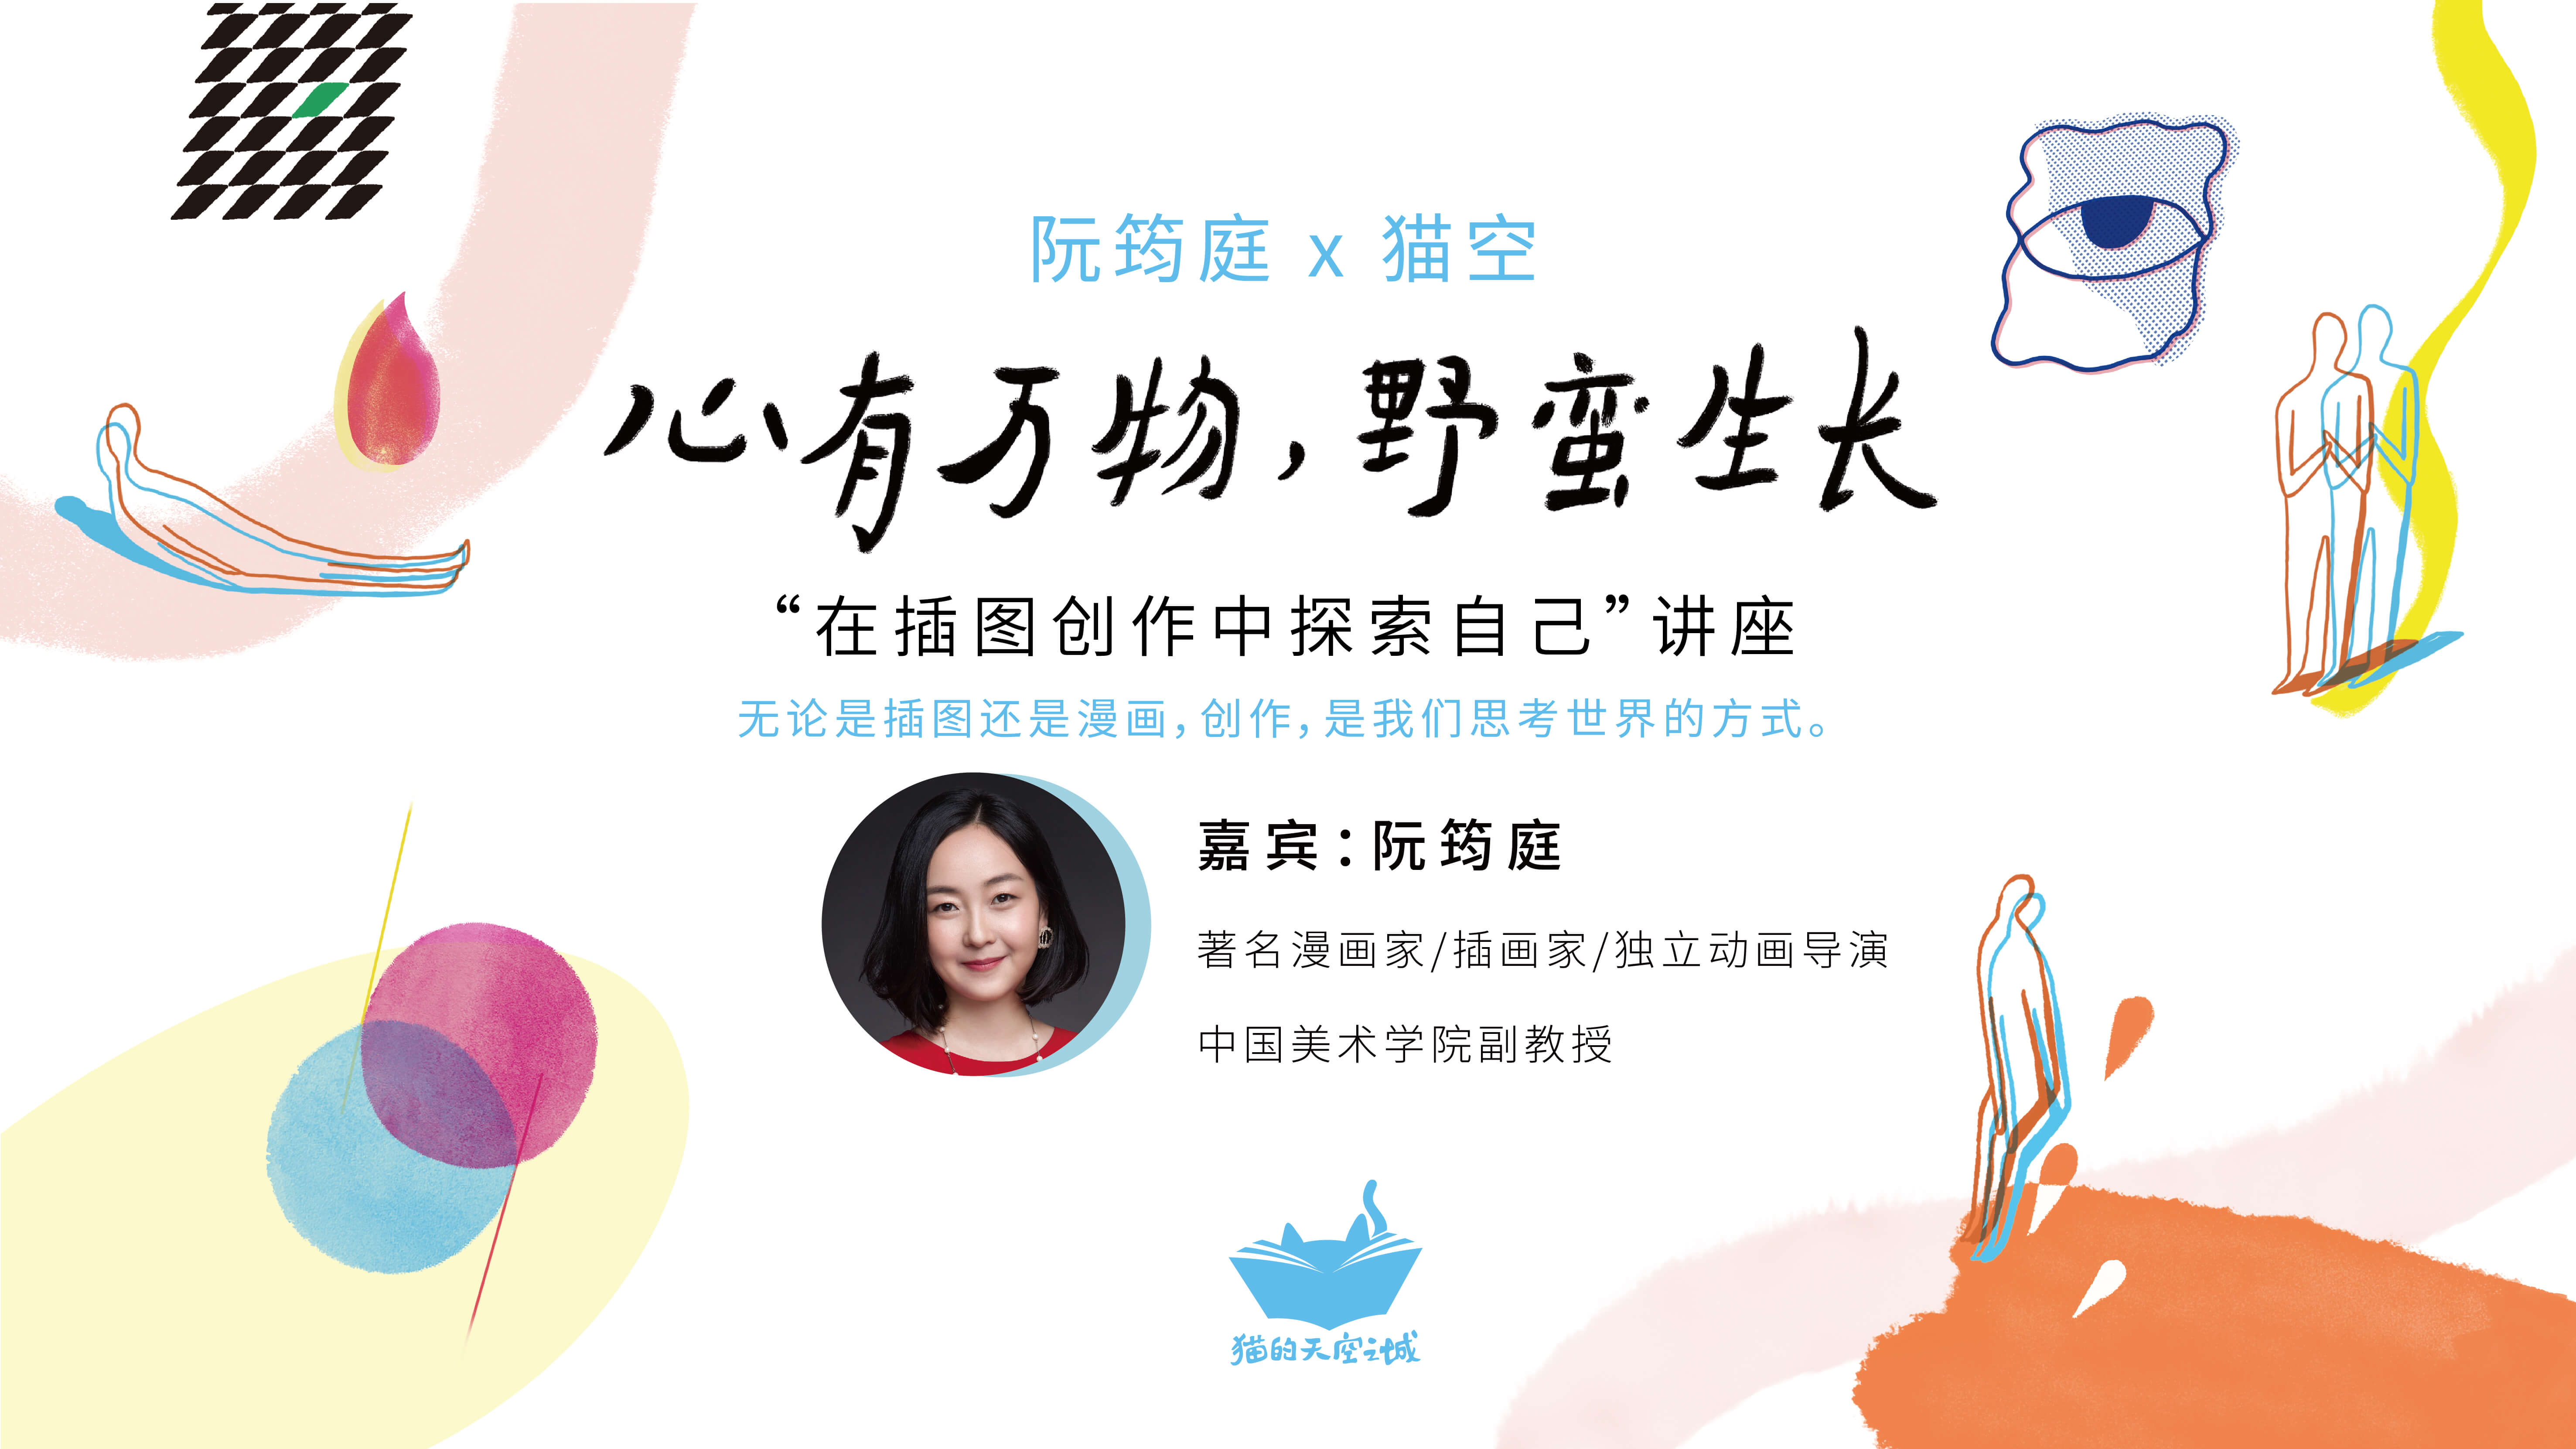 阮筠庭 x 猫空
心有万物，野蛮生长
“在插图创作中探索自己”讲座
无论是插图还是漫画，创作，是我们思考世界的方式。
嘉宾：阮筠庭
著名漫画家/插画家/独立动画导演
中国美术学院副教授
猫的天空之城